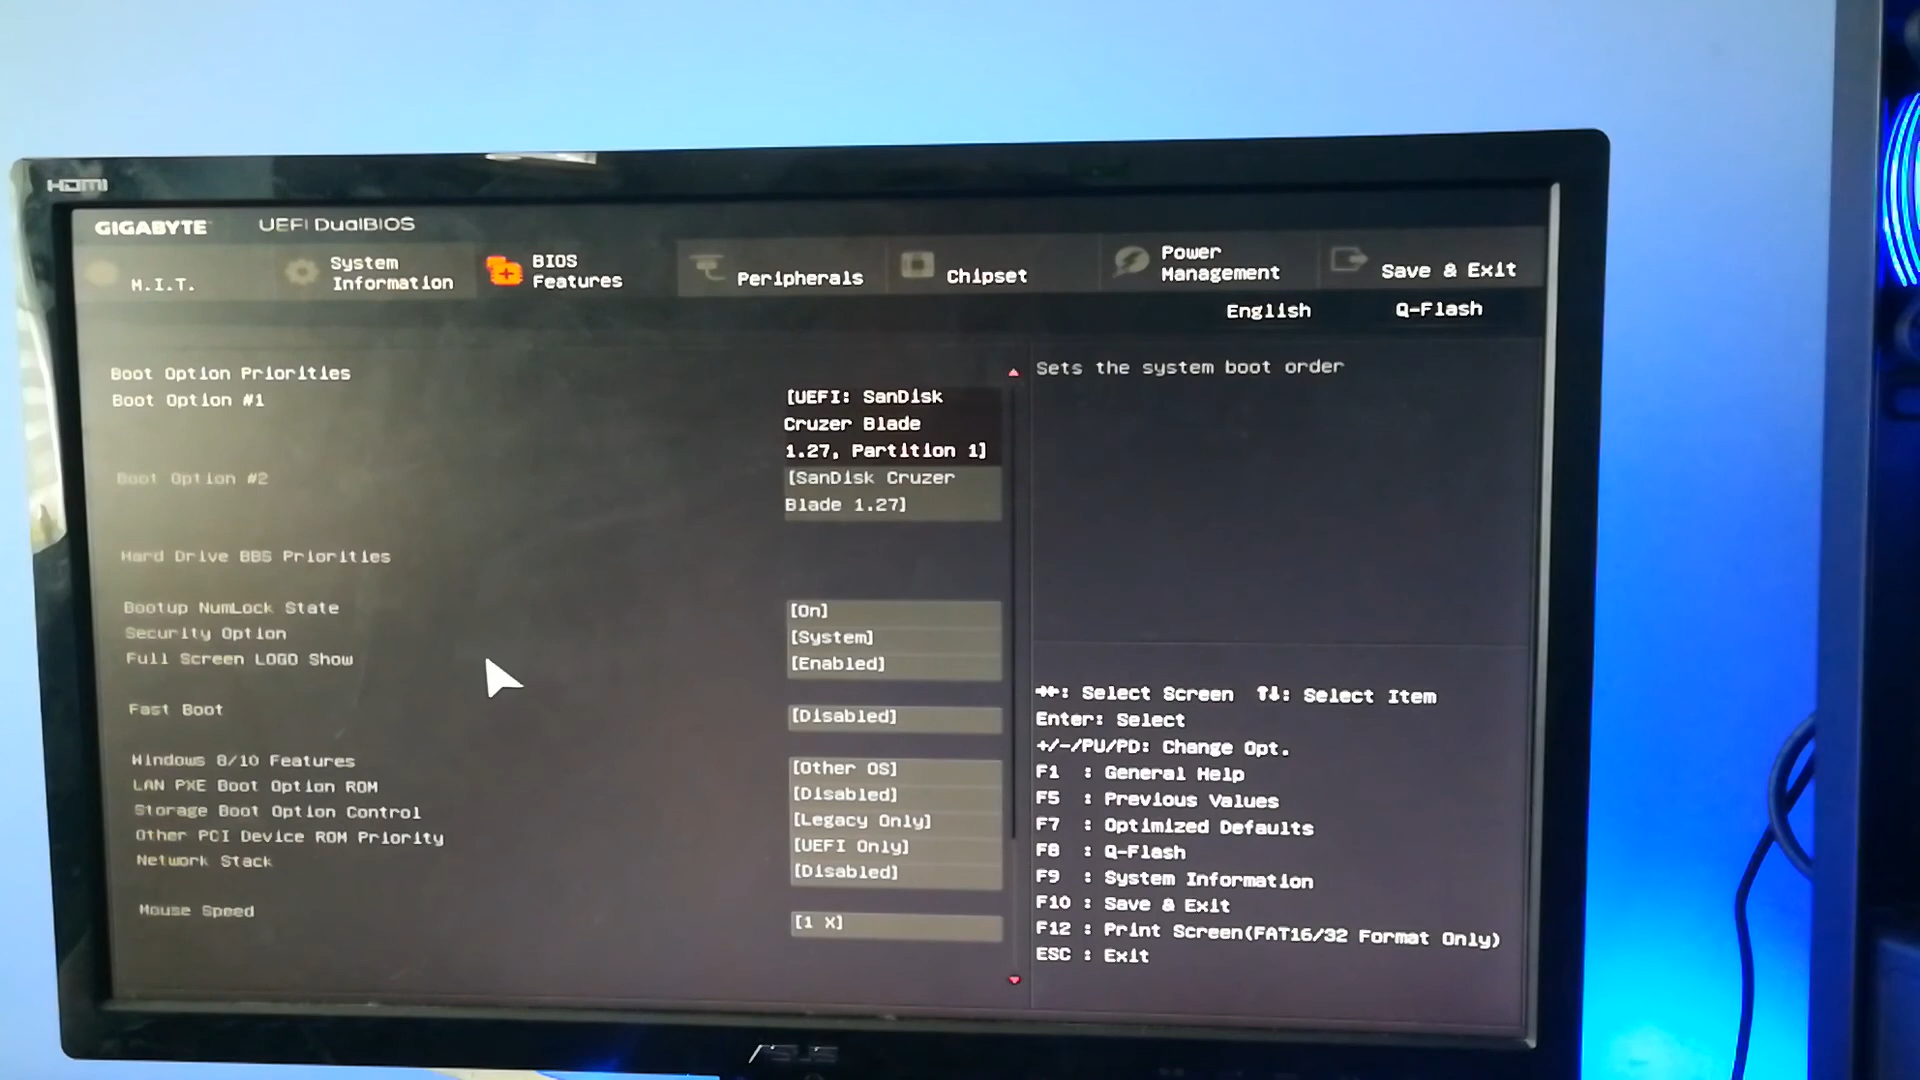 HDMI
GIGABYTE UEFI DualBIOS
M.I.T.
System
Information
BIOS
Features
Peripherals
Chipset
Power
Management
Save & Exit
English
Q-Flash
Boot Option Priorities
Boot Option #1
[UEFI: SanDisk
Cruzer Blade
1.27, Partition 1]
Boot Option #2
[SanDisk Cruzer
Blade 1.27]
Hard Drive BBS Priorities
Bootup NumLock State [On]
Security Option [System]
Full Screen LOGO Show [Enabled]
Fast Boot [Disabled]
Windows 8/10 Features [Other OS]
LAN PXE Boot Option ROM [Disabled]
Storage Boot Option Control [Legacy Only]
Other PCI Device ROM Priority [UEFI Only]
Network Stack [Disabled]
Mouse Speed [1 X]
Sets the system boot order
→←: Select Screen ↑↓: Select Item
Enter: Select
+/-/PU/PD: Change Opt.
F1 : General Help
F5 : Previous Values
F7 : Optimized Defaults
F8 : Q-Flash
F9 : System Information
F10 : Save & Exit
F12 : Print Screen(FAT16/32 Format Only)
ESC : Exit
ASUS